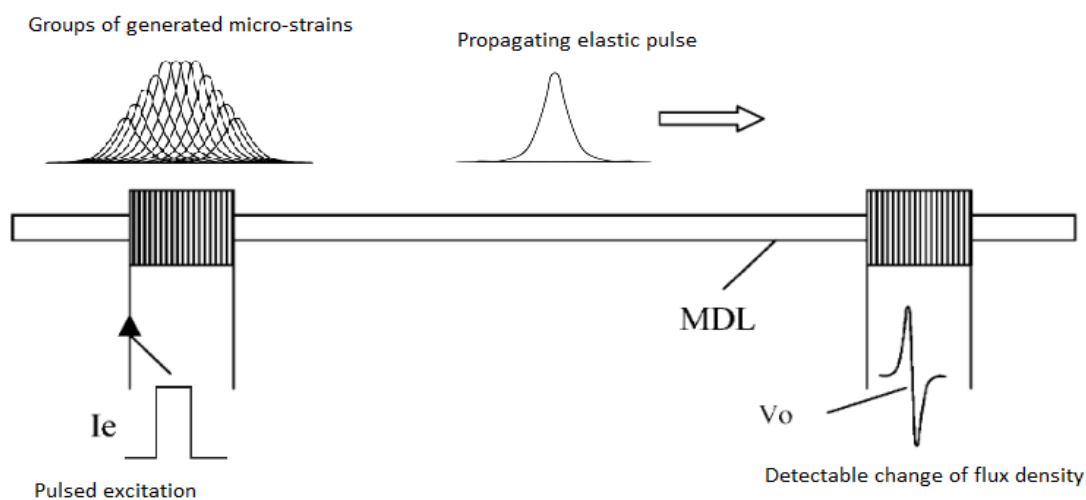 Groups of generated micro-strains
Propagating elastic pulse
MDL
Ie
Vo
Pulsed excitation
Detectable change of flux density